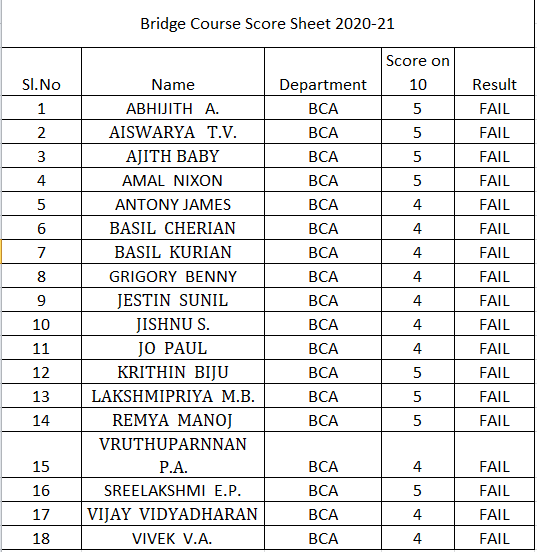 Bridge Course Score Sheet 2020-21
Sl.No Name Department Score on 10 Result
1 ABHIJITH A. BCA 5 FAIL
2 AISWARYA T.V. BCA 5 FAIL
3 AJITH BABY BCA 5 FAIL
4 AMAL NIXON BCA 5 FAIL
5 ANTONY JAMES BCA 4 FAIL
6 BASIL CHERIAN BCA 4 FAIL
7 BASIL KURIAN BCA 4 FAIL
8 GRIGORY BENNY BCA 4 FAIL
9 JESTIN SUNIL BCA 4 FAIL
10 JISHNU S. BCA 4 FAIL
11 JO PAUL BCA 4 FAIL
12 KRITHIN BIJU BCA 5 FAIL
13 LAKSHMIPRIYA M.B. BCA 5 FAIL
14 REMYA MANOJ BCA 5 FAIL
15 VRUTHUPARNNAN P.A. BCA 4 FAIL
16 SREELAKSHMI E.P. BCA 5 FAIL
17 VIJAY VIDYADHARAN BCA 4 FAIL
18 VIVEK V.A. BCA 4 FAIL